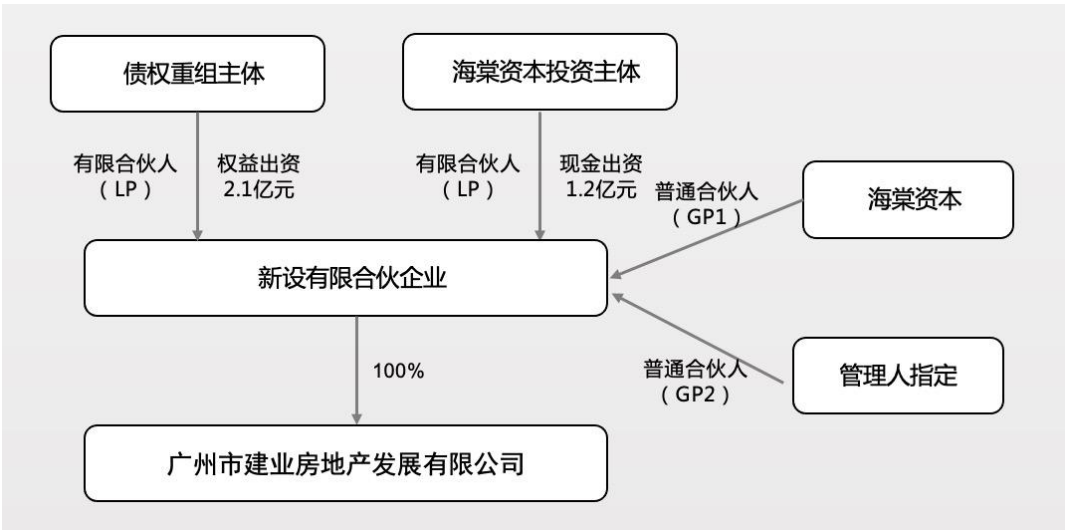 债权重组主体
海棠资本投资主体
有限合伙人
（LP）
权益出资
2.1亿元
有限合伙人
（LP）
现金出资
1.2亿元
普通合伙人
（GP1）
海棠资本
新设有限合伙企业
100%
普通合伙人
（GP2）
管理人指定
广州市建业房地产发展有限公司